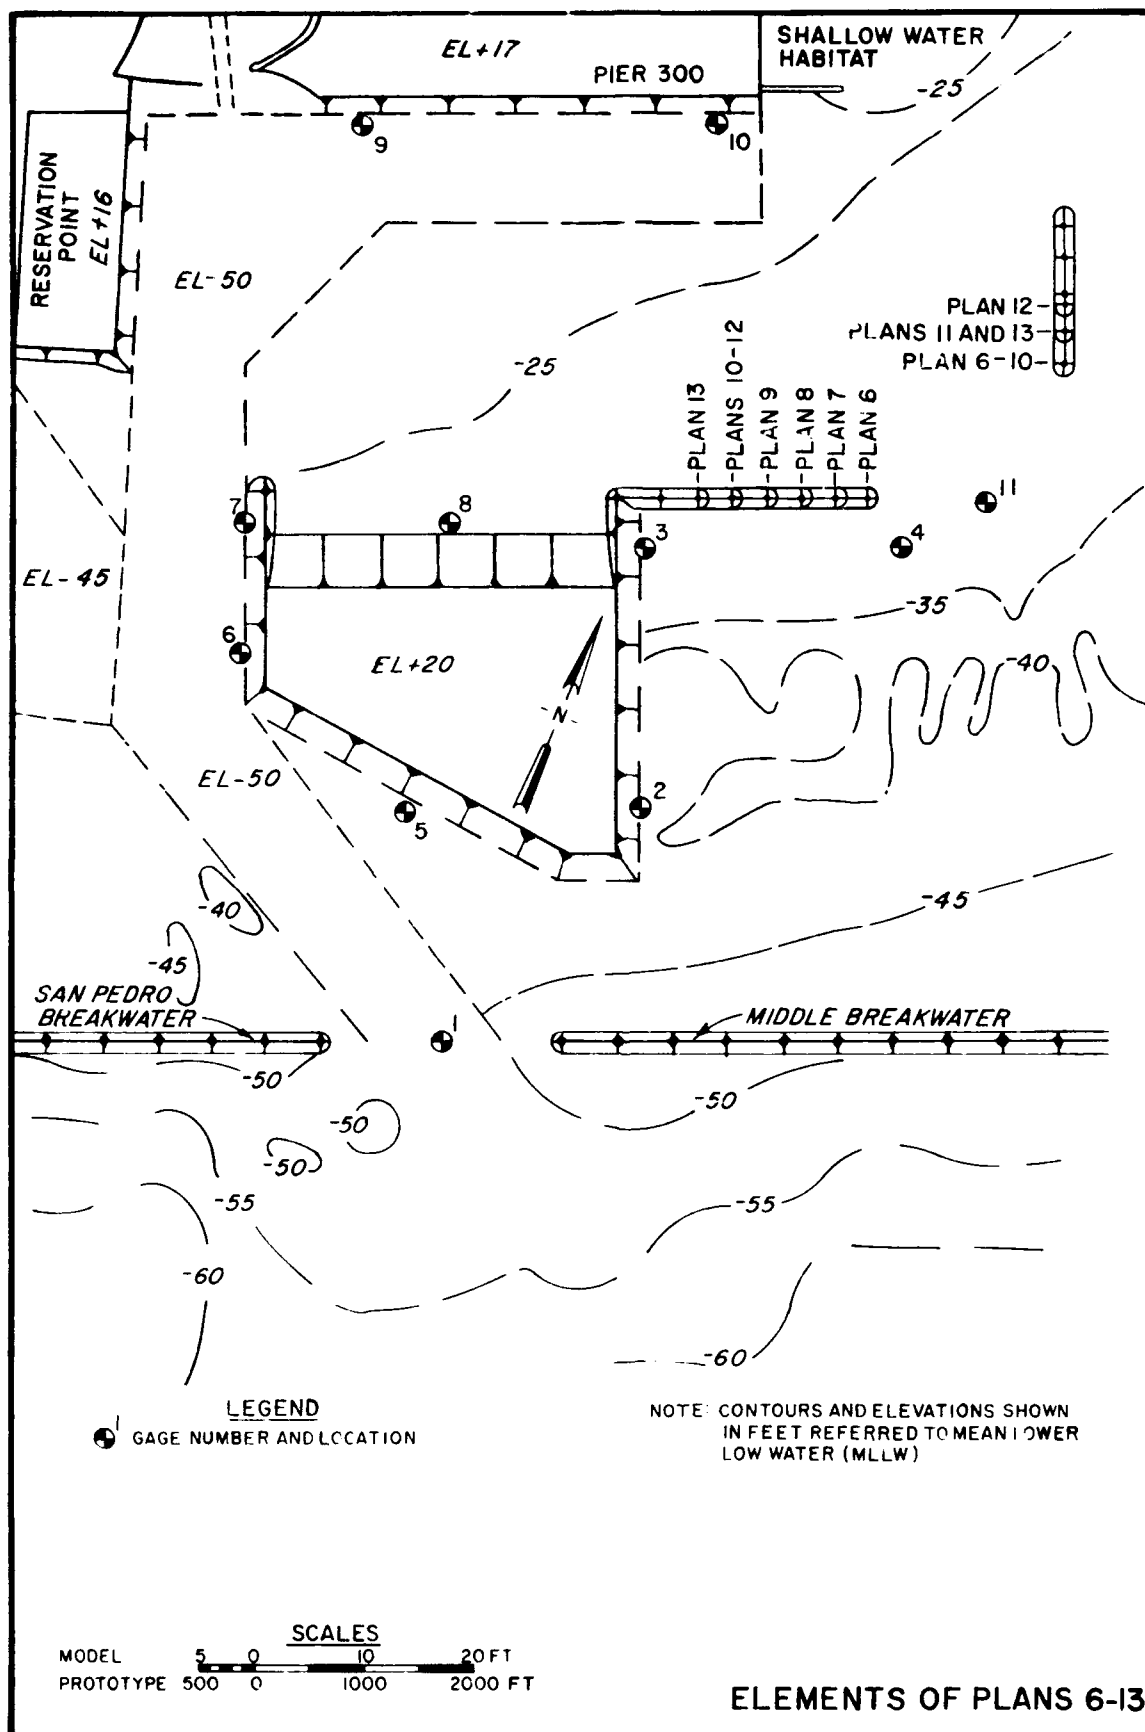 EL+17
SHALLOW WATER
HABITAT
PIER 300
-25
9
10
RESERVATION
POINT
EL+16
EL-50
PLAN 12
PLANS 11 AND 13
PLAN 6-10
-25
PLAN 13
PLANS 10-12
PLAN 9
PLAN 8
PLAN 7
PLAN 6
7
8
3
4
11
EL-45
-35
6
EL+20
-40
N
EL-50
5
2
-40
-45
-45
SAN PEDRO
BREAKWATER
1
MIDDLE BREAKWATER
-50
-50
-50
-50
-55
-55
-60
-60
LEGEND
1
GAGE NUMBER AND LOCATION
NOTE: CONTOURS AND ELEVATIONS SHOWN
IN FEET REFERRED TO MEAN LOWER
LOW WATER (MLLW)
SCALES
MODEL 5 0 10 20 FT
PROTOTYPE 500 0 1000 2000 FT
ELEMENTS OF PLANS 6-13